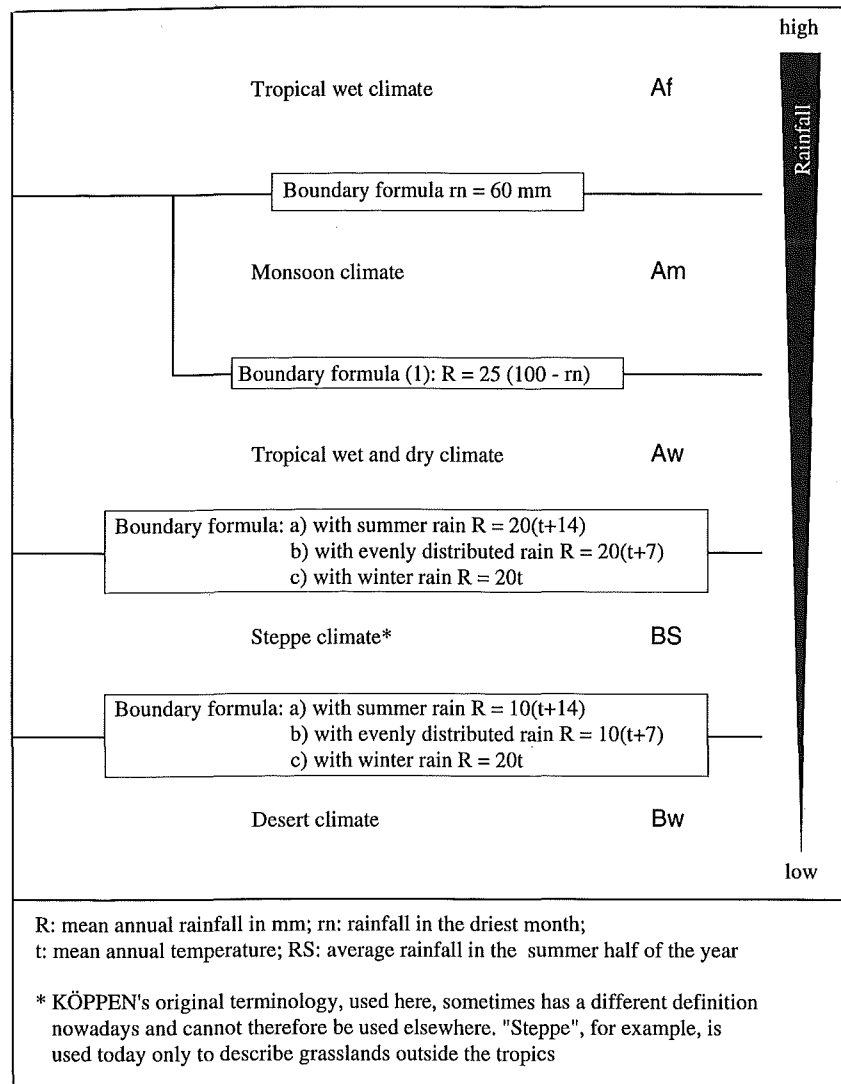 high
Rainfall
Tropical wet climate Af
Boundary formula rn = 60 mm
Monsoon climate Am
Boundary formula (1): R = 25 (100 - rn)
Tropical wet and dry climate Aw
Boundary formula: a) with summer rain R = 20(t+14)
b) with evenly distributed rain R = 20(t+7)
c) with winter rain R = 20t
Steppe climate* BS
Boundary formula: a) with summer rain R = 10(t+14)
b) with evenly distributed rain R = 10(t+7)
c) with winter rain R = 20t
Desert climate Bw
low
R: mean annual rainfall in mm; rn: rainfall in the driest month;
t: mean annual temperature; RS: average rainfall in the summer half of the year
* KÖPPEN's original terminology, used here, sometimes has a different definition
nowadays and cannot therefore be used elsewhere. "Steppe", for example, is
used today only to describe grasslands outside the tropics